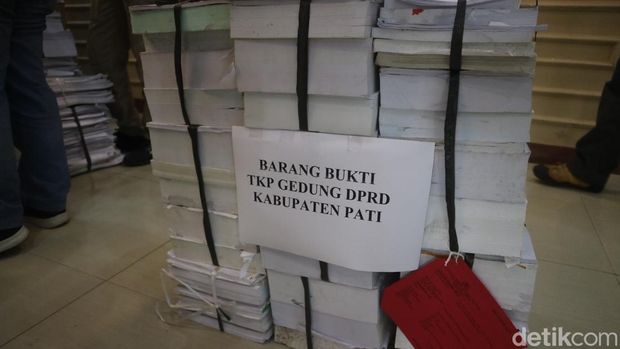 BARANG BUKTI
TKP GEDUNG DPRD
KABUPATEN PATI
detikcom